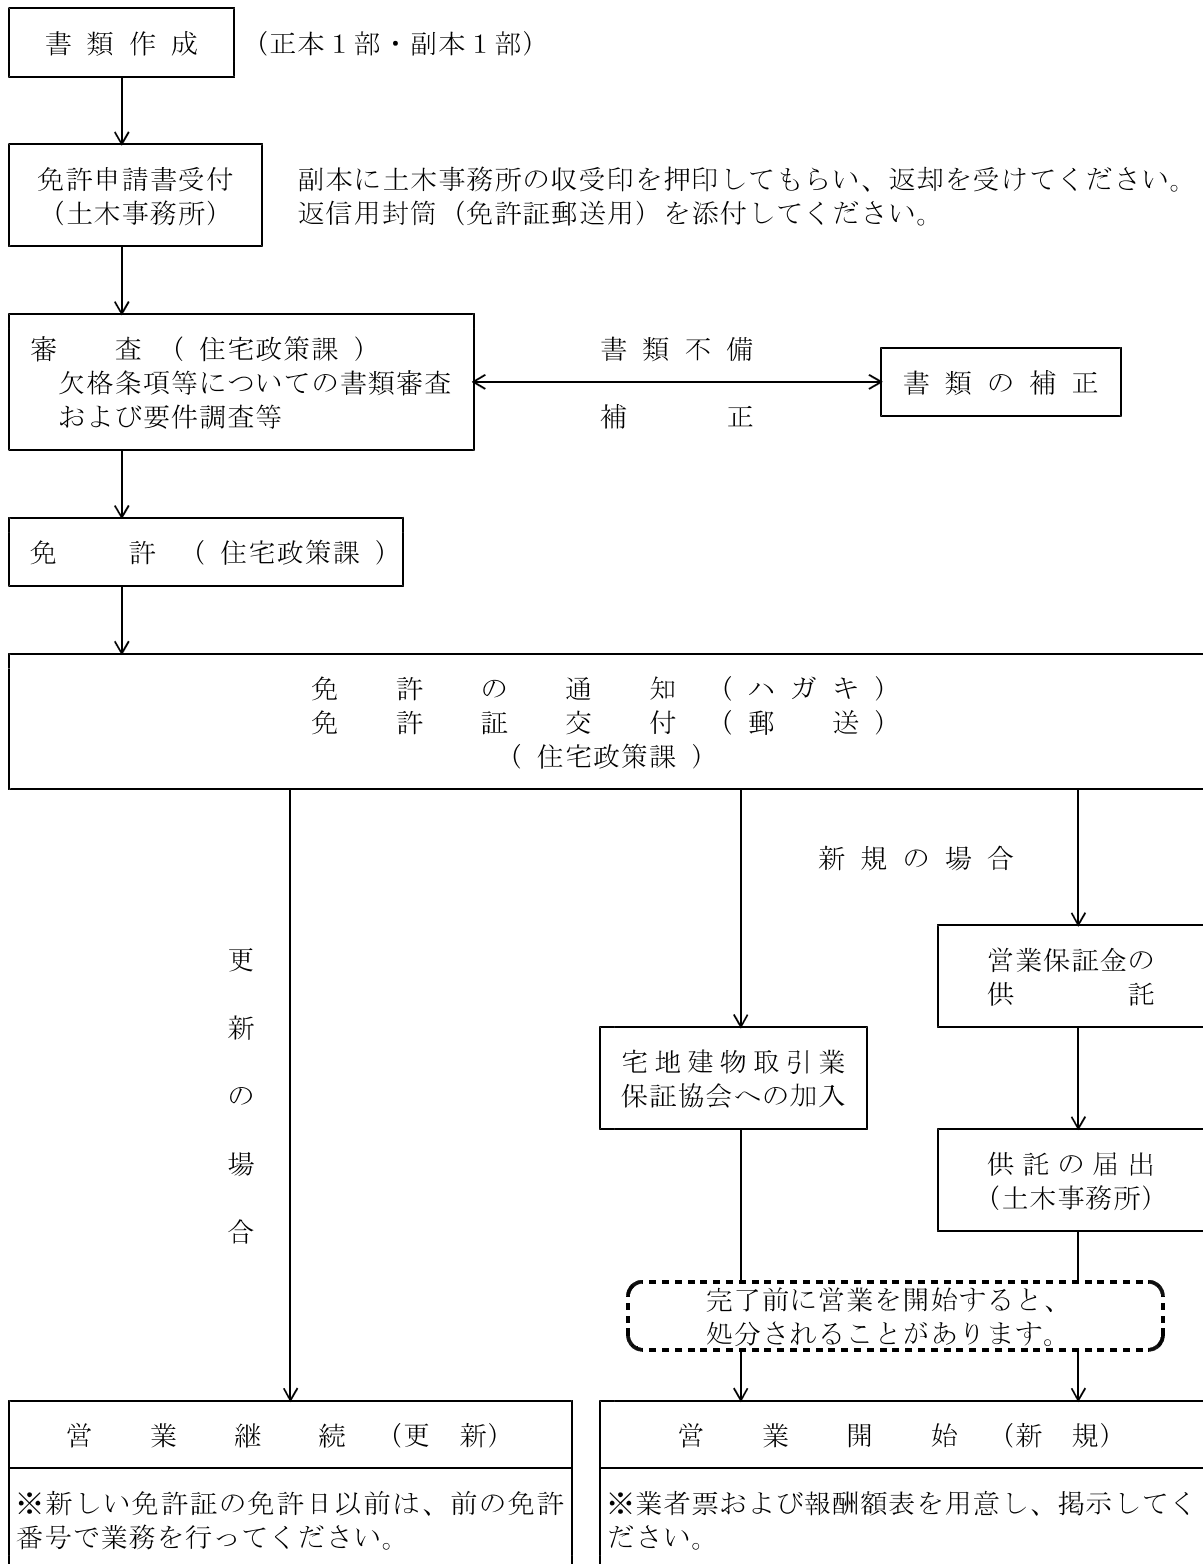 書類作成 （正本１部・副本１部）
免許申請書受付
（土木事務所）
副本に土木事務所の収受印を押印してもらい、返却を受けてください。
返信用封筒（免許証郵送用）を添付してください。
審　査（住宅政策課）
欠格条項等についての書類審査
および要件調査等
書類不備
補　正
書類の補正
免　許（住宅政策課）
免許の通知（ハガキ）
免許証交付（郵　送）
（住宅政策課）
更新の場合
新規の場合
営業保証金の
供　託
宅地建物取引業
保証協会への加入
供託の届出
（土木事務所）
完了前に営業を開始すると、
処分されることがあります。
営業継続（更　新）
※新しい免許証の免許日以前は、前の免許
番号で業務を行ってください。
営業開始（新　規）
※業者票および報酬額表を用意し、掲示してく
ださい。